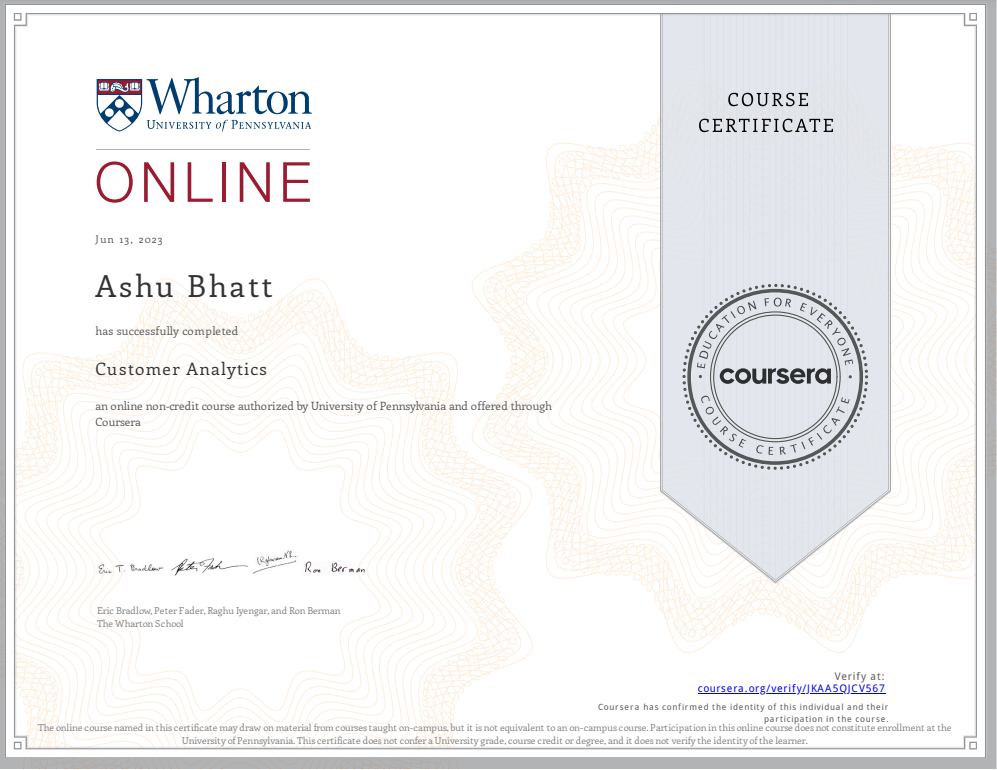 Wharton
UNIVERSITY of PENNSYLVANIA
ONLINE
Jun 13, 2023
Ashu Bhatt
has successfully completed
Customer Analytics
an online non-credit course authorized by University of Pennsylvania and offered through
Coursera
Eric T. Bradlow Peter Fader Ron Berman
Eric Bradlow, Peter Fader, Raghu Iyengar, and Ron Berman
The Wharton School
COURSE
CERTIFICATE
EDUCATION FOR EVERYONE
coursera
COURSE CERTIFICATE
Verify at:
coursera.org/verify/JKAA5QJCV567
Coursera has confirmed the identity of this individual and their
participation in the course.
The online course named in this certificate may draw on material from courses taught on-campus, but it is not equivalent to an on-campus course. Participation in this online course does not constitute enrollment at the
University of Pennsylvania. This certificate does not confer a University grade, course credit or degree, and it does not verify the identity of the learner.